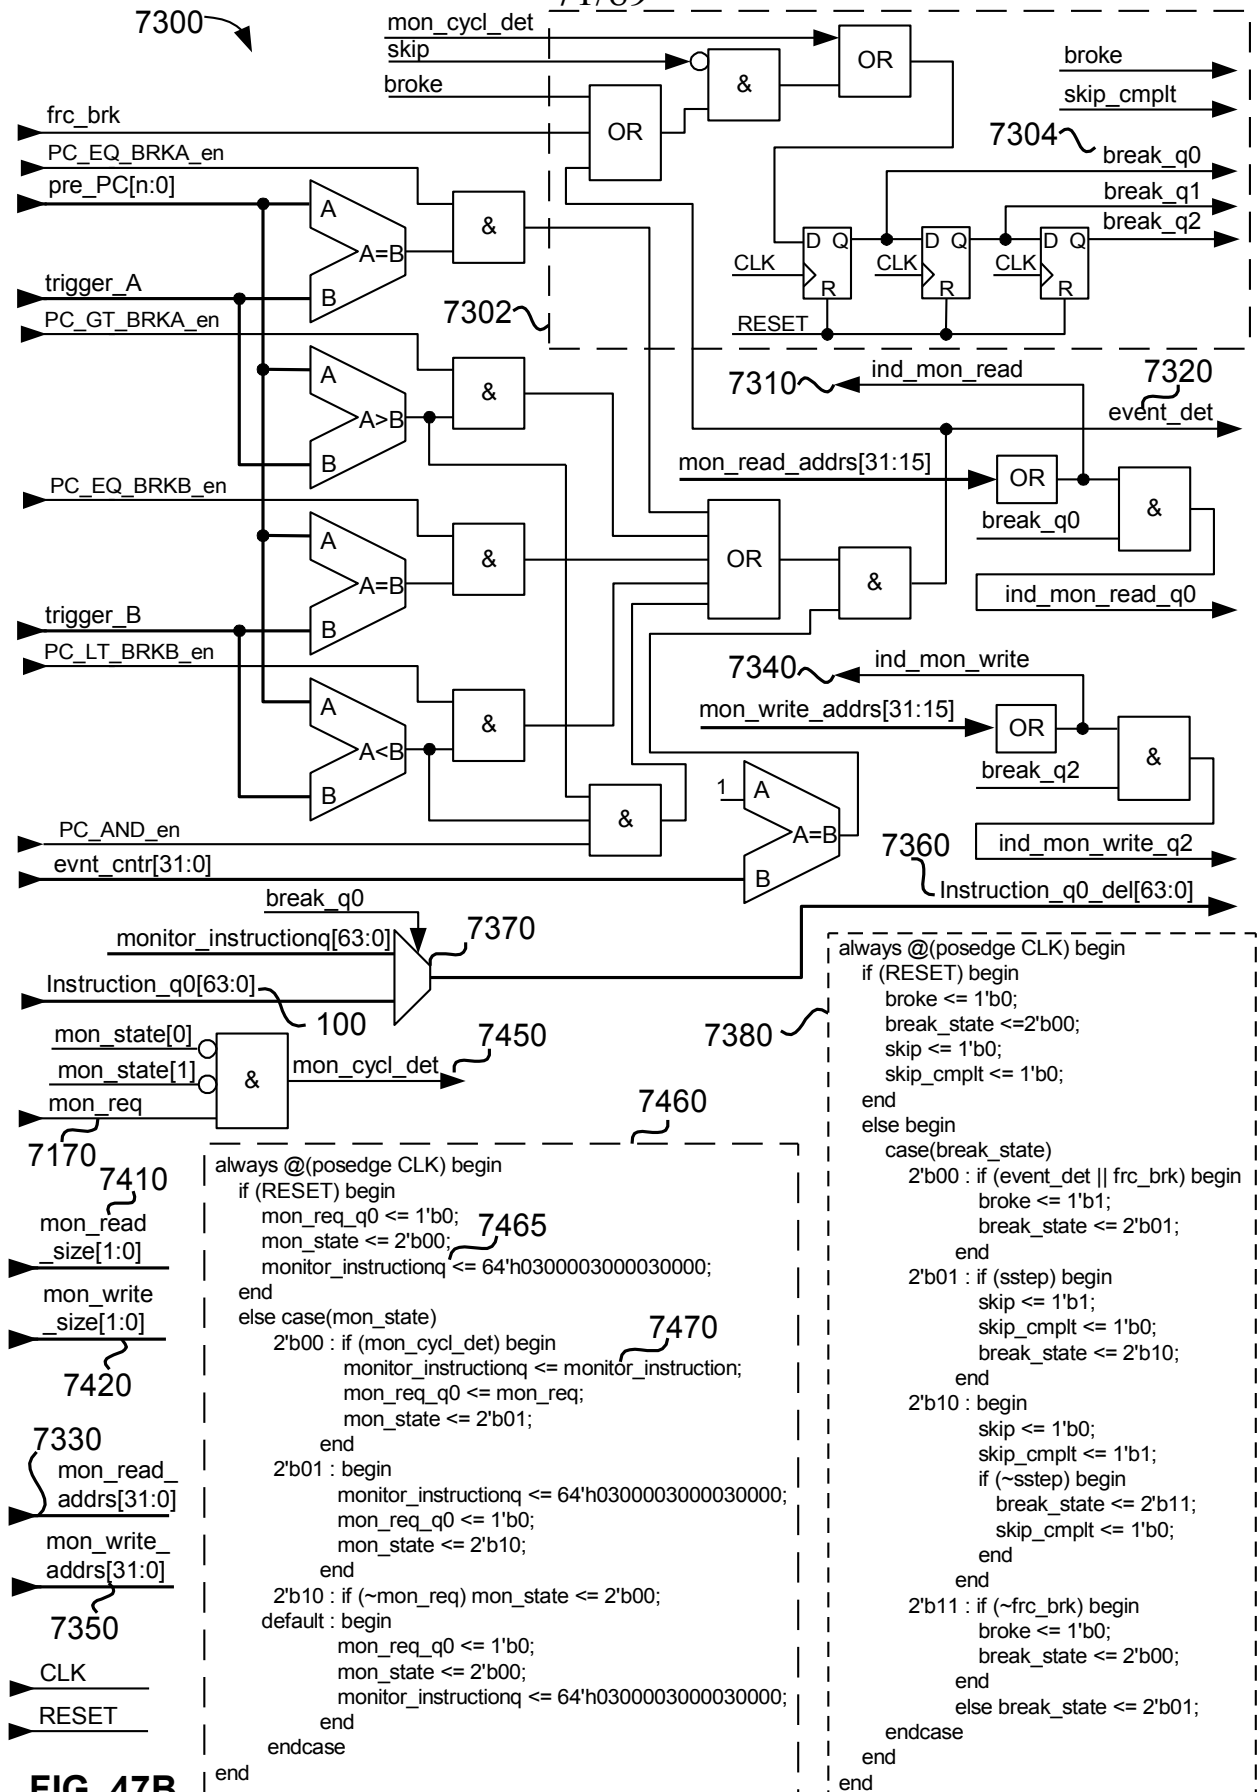 71/89
7300
mon_cycl_det
skip
broke
frc_brk
PC_EQ_BRKA_en
pre_PC[n:0]
trigger_A
PC_GT_BRKA_en
PC_EQ_BRKB_en
trigger_B
PC_LT_BRKB_en
PC_AND_en
evnt_cntr[31:0]
OR
&
OR
broke
skip_cmplt
7304
break_q0
break_q1
break_q2
D Q
D Q
D Q
CLK
CLK
CLK
R
R
R
RESET
7302
A
A=B
B
&
A
A>B
B
&
A
A=B
B
&
A
A<B
B
&
&
OR
&
1
A
A=B
B
7310
ind_mon_read
7320
event_det
mon_read_addrs[31:15]
OR
break_q0
&
ind_mon_read_q0
7340
ind_mon_write
mon_write_addrs[31:15]
OR
break_q2
&
ind_mon_write_q2
7360
Instruction_q0_del[63:0]
break_q0
monitor_instructionq[63:0]
7370
Instruction_q0[63:0]
100
mon_state[0]
mon_state[1]
mon_req
&
mon_cycl_det
7450
7170
7410
mon_read
_size[1:0]
mon_write
_size[1:0]
7420
7330
mon_read_
addrs[31:0]
mon_write_
addrs[31:0]
7350
CLK
RESET
7460
always @(posedge CLK) begin
if (RESET) begin
mon_req_q0 <= 1'b0;
mon_state <= 2'b00;
7465
monitor_instructionq <= 64'h0300003000030000;
end
else case(mon_state)
2'b00 : if (mon_cycl_det) begin
7470
monitor_instructionq <= monitor_instruction;
mon_req_q0 <= mon_req;
mon_state <= 2'b01;
end
2'b01 : begin
monitor_instructionq <= 64'h0300003000030000;
mon_req_q0 <= 1'b0;
mon_state <= 2'b10;
end
2'b10 : if (~mon_req) mon_state <= 2'b00;
default : begin
mon_req_q0 <= 1'b0;
mon_state <= 2'b00;
monitor_instructionq <= 64'h0300003000030000;
end
endcase
end
7380
always @(posedge CLK) begin
if (RESET) begin
broke <= 1'b0;
break_state <=2'b00;
skip <= 1'b0;
skip_cmplt <= 1'b0;
end
else begin
case(break_state)
2'b00 : if (event_det || frc_brk) begin
broke <= 1'b1;
break_state <= 2'b01;
end
2'b01 : if (sstep) begin
skip <= 1'b1;
skip_cmplt <= 1'b0;
break_state <= 2'b10;
end
2'b10 : begin
skip <= 1'b0;
skip_cmplt <= 1'b1;
if (~sstep) begin
break_state <= 2'b11;
skip_cmplt <= 1'b0;
end
end
2'b11 : if (~frc_brk) begin
broke <= 1'b0;
break_state <= 2'b00;
end
else break_state <= 2'b01;
endcase
end
end
FIG. 47B